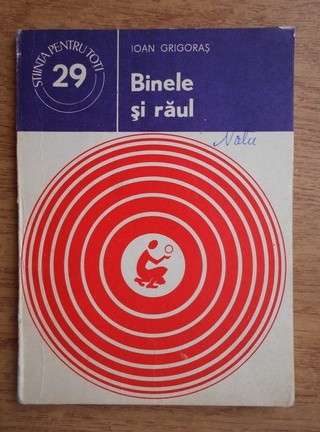 ȘTIINȚA PENTRU TOȚI
29
IOAN GRIGORAȘ
Binele
și răul